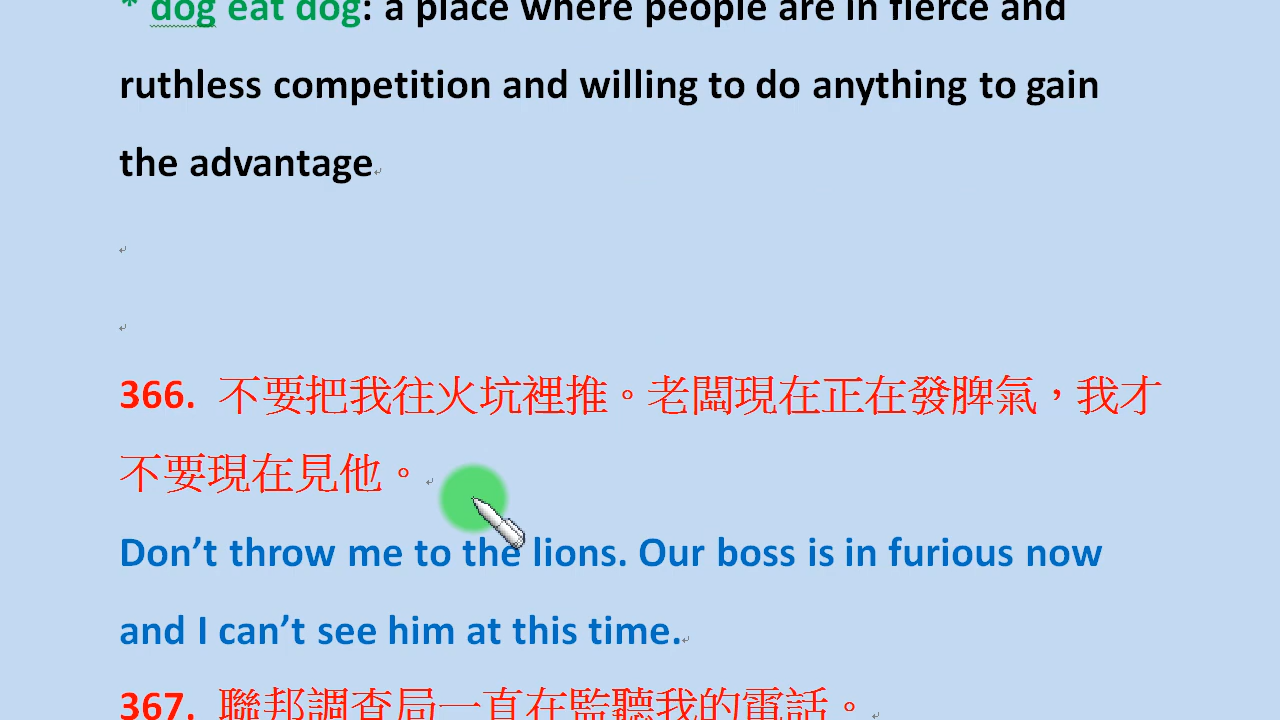 * dog eat dog: a place where people are in fierce and
ruthless competition and willing to do anything to gain
the advantage
366. 不要把我往火坑裡推。老闆現在正在發脾氣，我才
不要現在見他。
Don’t throw me to the lions. Our boss is in furious now
and I can’t see him at this time.
367. 聯邦調查局一直在監聽我的電話。